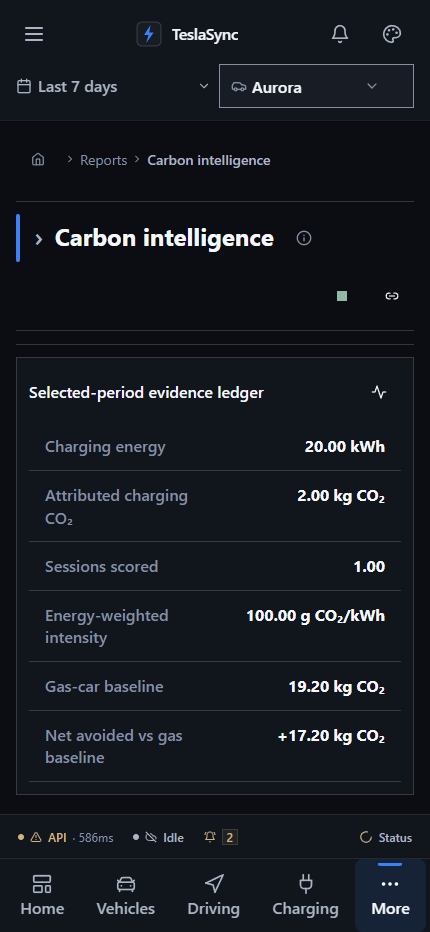 TeslaSync
Last 7 days
Aurora
Reports
Carbon intelligence
Carbon intelligence
Selected-period evidence ledger
Charging energy
20.00 kWh
Attributed charging
CO₂
2.00 kg CO₂
Sessions scored
1.00
Energy-weighted
intensity
100.00 g CO₂/kWh
Gas-car baseline
19.20 kg CO₂
Net avoided vs gas
baseline
+17.20 kg CO₂
API · 586ms
Idle
2
Status
Home
Vehicles
Driving
Charging
More